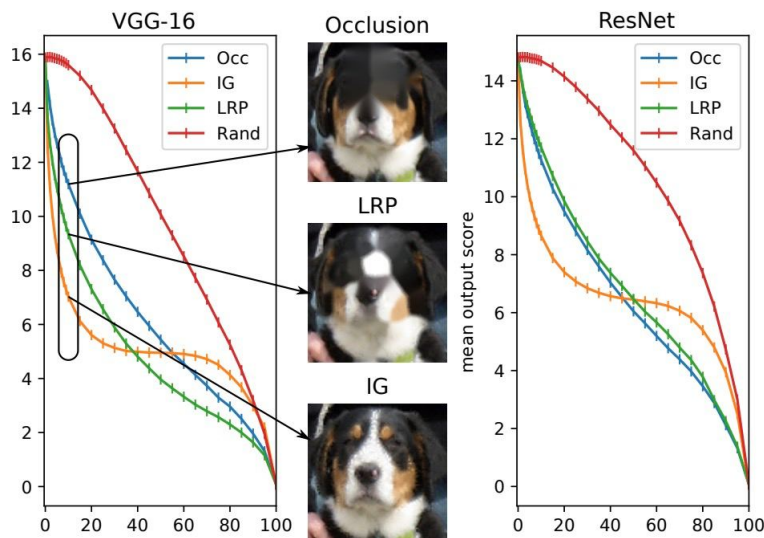 VGG-16
16
14
12
10
8
6
4
2
0
0 20 40 60 80 100
Occ
IG
LRP
Rand
Occlusion
LRP
IG
ResNet
mean output score
14
12
10
8
6
4
2
0
0 20 40 60 80 100
Occ
IG
LRP
Rand